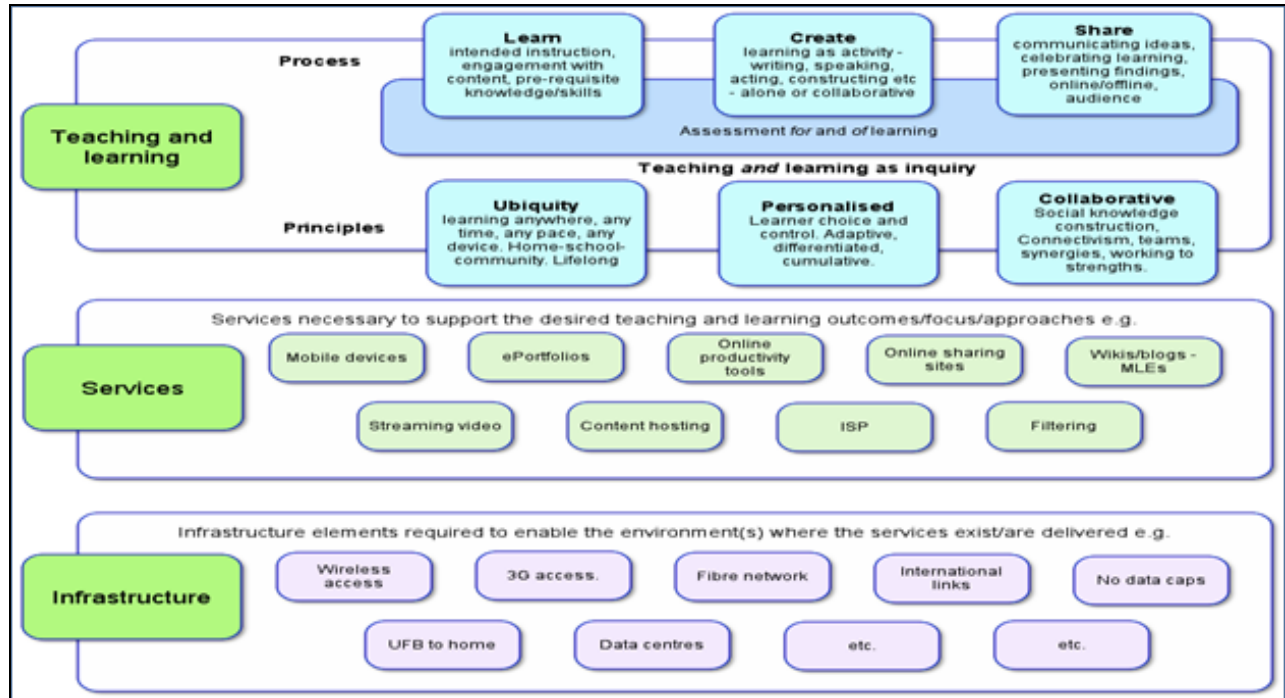 Process
Learn
intended instruction,
engagement with
content, pre-requisite
knowledge/skills
Create
learning as activity -
writing, speaking,
acting, constructing etc
- alone or collaborative
Share
communicating ideas,
celebrating learning,
presenting findings,
online/offline,
audience
Teaching and
learning
Assessment for and of learning
Teaching and learning as inquiry
Principles
Ubiquity
learning anywhere, any
time, any pace, any
device. Home-school-
community. Lifelong
Personalised
Learner choice and
control. Adaptive,
differentiated,
cumulative.
Collaborative
Social knowledge
construction,
Connectivism, teams,
synergies, working to
strengths.
Services necessary to support the desired teaching and learning outcomes/focus/approaches e.g.
Services
Mobile devices
ePortfolios
Online
productivity
tools
Online sharing
sites
Wikis/blogs -
MLEs
Streaming video
Content hosting
ISP
Filtering
Infrastructure elements required to enable the environment(s) where the services exist/are delivered e.g.
Infrastructure
Wireless
access
3G access.
Fibre network
International
links
No data caps
UFB to home
Data centres
etc.
etc.